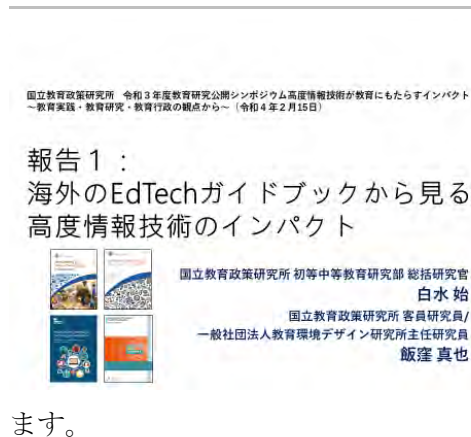 国立教育政策研究所 令和3年度教育研究公開シンポジウム高度情報技術が教育にもたらすインパクト
~教育実践・教育研究・教育行政の観点から~(令和4年2月15日)
報告1:
海外のEdTechガイドブックから見る
高度情報技術のインパクト
国立教育政策研究所 初等中等教育研究部 総括研究官
白水 始
国立教育政策研究所 客員研究員/
一般社団法人教育環境デザイン研究所主任研究員
飯窪 真也
ます。